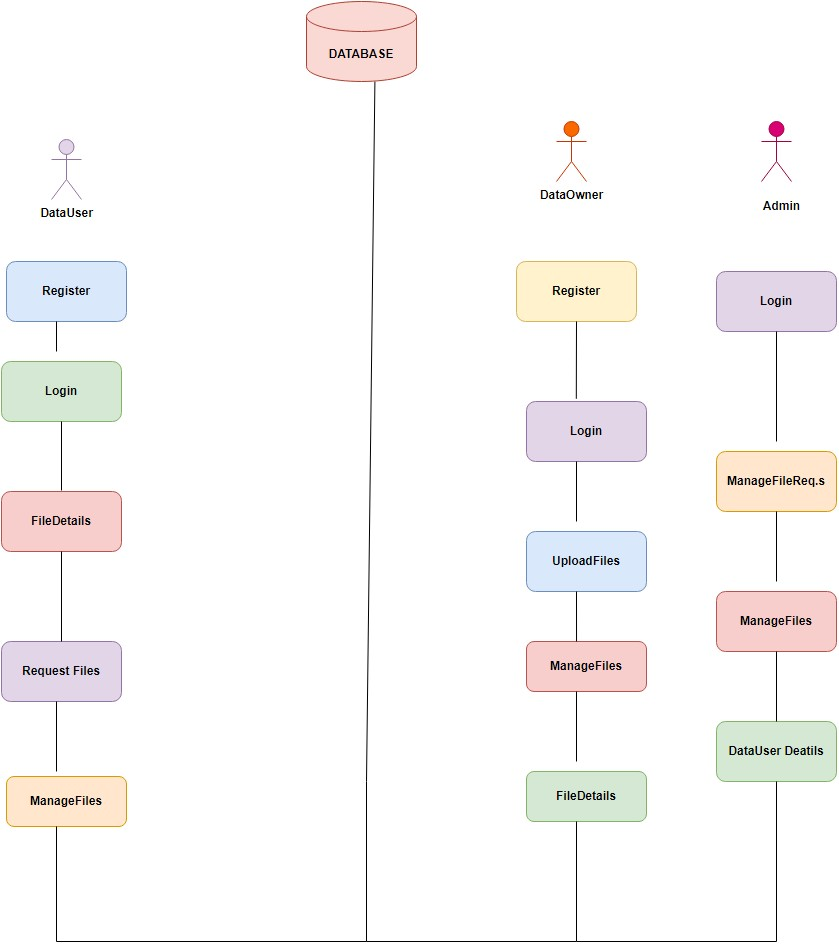 DATABASE
DataUser
DataOwner
Admin
Register
Login
FileDetails
Request Files
ManageFiles
Register
Login
UploadFiles
ManageFiles
FileDetails
Login
ManageFileReq.s
ManageFiles
DataUser Deatils